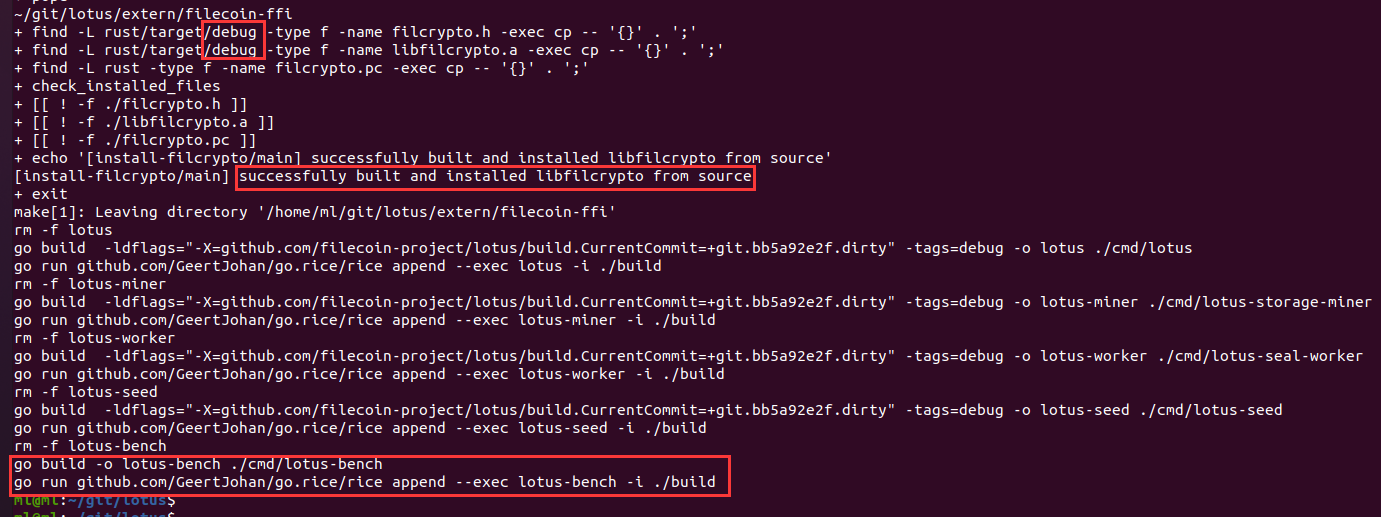 + popd
~/git/lotus/extern/filecoin-ffi
+ find -L rust/target/debug -type f -name filcrypto.h -exec cp -- '{}' . ';'
+ find -L rust/target/debug -type f -name libfilcrypto.a -exec cp -- '{}' . ';'
+ find -L rust -type f -name filcrypto.pc -exec cp -- '{}' . ';'
+ check_installed_files
+ [[ ! -f ./filcrypto.h ]]
+ [[ ! -f ./libfilcrypto.a ]]
+ [[ ! -f ./filcrypto.pc ]]
+ echo '[install-filcrypto/main] successfully built and installed libfilcrypto from source'
[install-filcrypto/main] successfully built and installed libfilcrypto from source
+ exit
make[1]: Leaving directory '/home/ml/git/lotus/extern/filecoin-ffi'
rm -f lotus
go build  -ldflags="-X=github.com/filecoin-project/lotus/build.CurrentCommit=+git.bb5a92e2f.dirty" -tags=debug -o lotus ./cmd/lotus
go run github.com/GeertJohan/go.rice/rice append --exec lotus -i ./build
rm -f lotus-miner
go build  -ldflags="-X=github.com/filecoin-project/lotus/build.CurrentCommit=+git.bb5a92e2f.dirty" -tags=debug -o lotus-miner ./cmd/lotus-storage-miner
go run github.com/GeertJohan/go.rice/rice append --exec lotus-miner -i ./build
rm -f lotus-worker
go build  -ldflags="-X=github.com/filecoin-project/lotus/build.CurrentCommit=+git.bb5a92e2f.dirty" -tags=debug -o lotus-worker ./cmd/lotus-seal-worker
go run github.com/GeertJohan/go.rice/rice append --exec lotus-worker -i ./build
rm -f lotus-seed
go build  -ldflags="-X=github.com/filecoin-project/lotus/build.CurrentCommit=+git.bb5a92e2f.dirty" -tags=debug -o lotus-seed ./cmd/lotus-seed
go run github.com/GeertJohan/go.rice/rice append --exec lotus-seed -i ./build
rm -f lotus-bench
go build -o lotus-bench ./cmd/lotus-bench
go run github.com/GeertJohan/go.rice/rice append --exec lotus-bench -i ./build
ml@ml:~/git/lotus$
ml@ml:~/git/lotus$